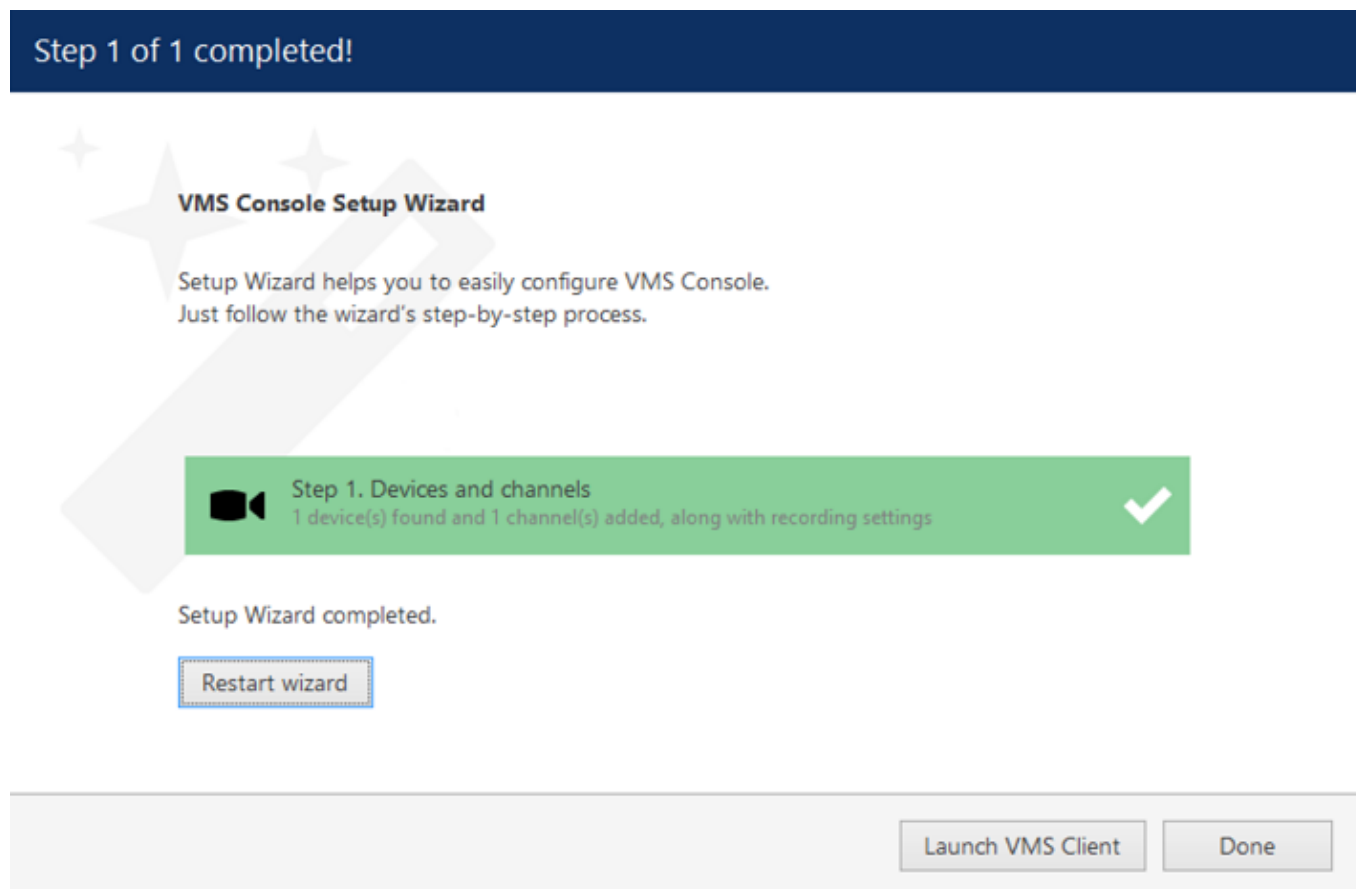 Step 1 of 1 completed!
VMS Console Setup Wizard
Setup Wizard helps you to easily configure VMS Console.
Just follow the wizard's step-by-step process.
Step 1. Devices and channels
1 device(s) found and 1 channel(s) added, along with recording settings
Setup Wizard completed.
Restart wizard
Launch VMS Client
Done